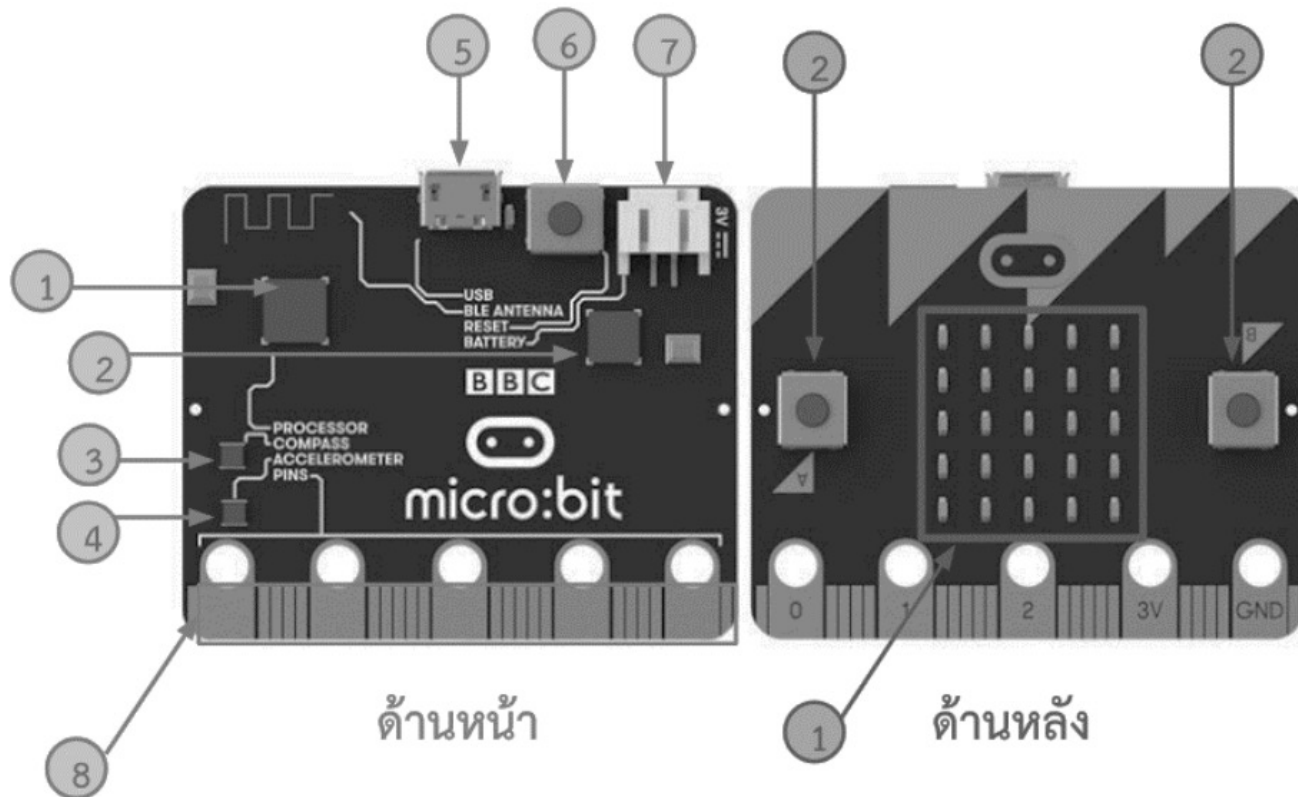 5
6
7
2
2
3V
1
USB
BLE ANTENNA
RESET
BATTERY
2
BBC
B
PROCESSOR
COMPASS
ACCELEROMETER
PINS
3
A
micro:bit
4
0
1
2
3V
GND
ด้านหน้า
ด้านหลัง
1
8